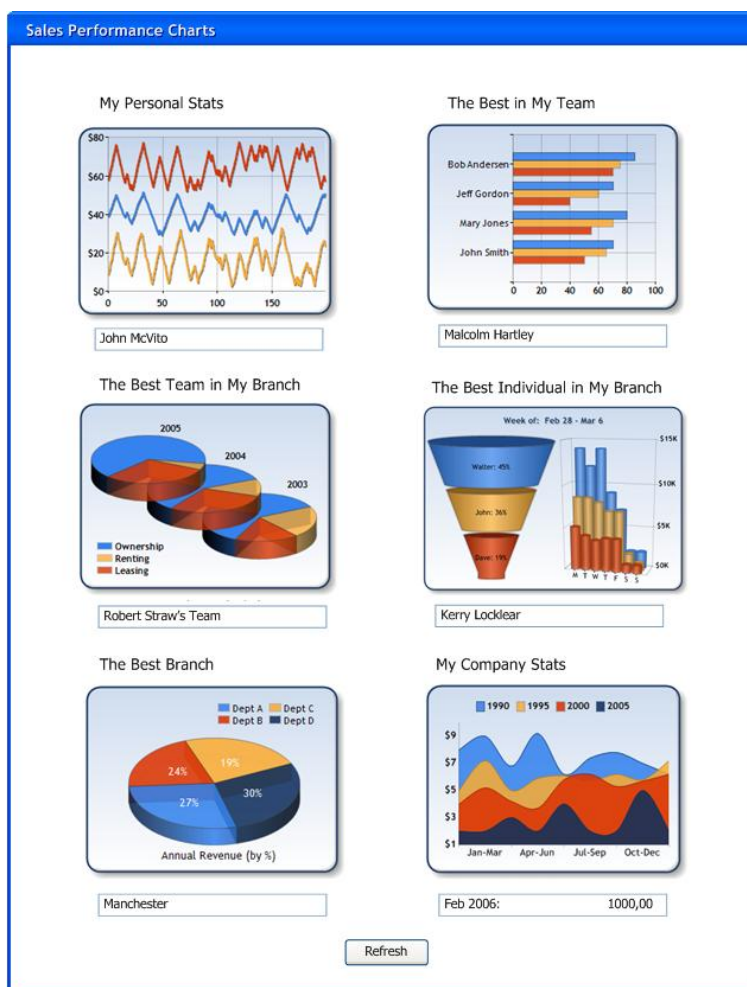 Sales Performance Charts
My Personal Stats
$80
$60
$40
$20
$0
0 50 100 150
John McVito
The Best in My Team
Bob Andersen
Jeff Gordon
Mary Jones
John Smith
0 20 40 60 80 100
Malcolm Hartley
The Best Team in My Branch
2005
2004
2003
Ownership
Renting
Leasing
Robert Straw's Team
The Best Individual in My Branch
Week of: Feb 28 - Mar 6
Walter: 45%
John: 36%
Dave: 19%
$15K
$10K
$5K
$0K
M T W T F S S
Kerry Locklear
The Best Branch
Dept A Dept C
Dept B Dept D
24%
19%
27%
30%
Annual Revenue (by %)
Manchester
My Company Stats
1990 1995 2000 2005
$9
$7
$5
$3
$1
Jan-Mar Apr-Jun Jul-Sep Oct-Dec
Feb 2006: 1000,00
Refresh